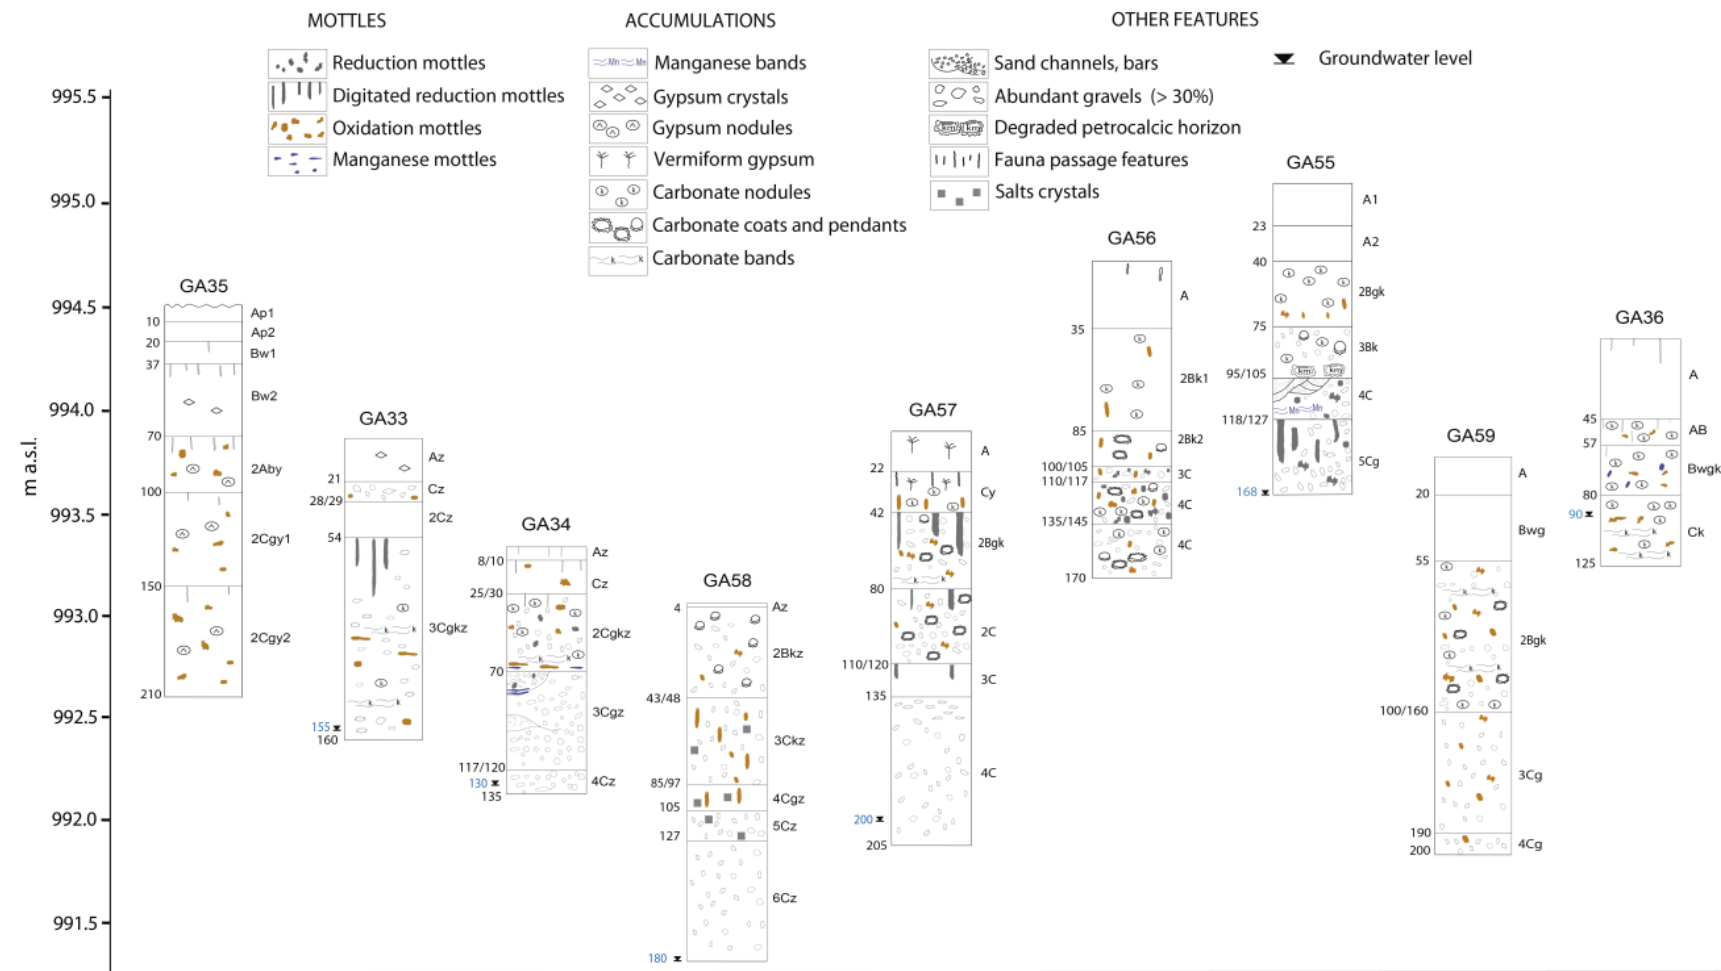 MOTTLES
Reduction mottles
Digitated reduction mottles
Oxidation mottles
Manganese mottles
ACCUMULATIONS
Mn Mn Manganese bands
Gypsum crystals
Gypsum nodules
Vermiform gypsum
k k k Carbonate nodules
Carbonate coats and pendants
k k Carbonate bands
OTHER FEATURES
Sand channels, bars
Abundant gravels (> 30%)
km km Degraded petrocalcic horizon
Fauna passage features
Salts crystals
Groundwater level
m a.s.l.
995.5
995.0
994.5
994.0
993.5
993.0
992.5
992.0
991.5
GA35
Ap1
10
Ap2
20
Bw1
37
Bw2
70
2Aby
100
2Cgy1
150
2Cgy2
210
GA33
Az
21
Cz
28/29
2Cz
54
3Cgkz
155
160
GA34
Az
8/10
Cz
25/30
2Cgkz
70
3Cgz
117/120
4Cz
130
135
GA58
Az
4
2Bkz
43/48
3Ckz
85/97
4Cgz
105
5Cz
127
6Cz
180
GA57
A
22
Cy
42
2Bgk
80
2C
110/120
3C
135
4C
200
205
GA56
A
35
2Bk1
85
2Bk2
100/105
3C
110/117
4C
135/145
4C
170
GA55
A1
23
A2
40
2Bgk
75
3Bk
km km
95/105
4C
Mn Mn
118/127
5Cg
168
GA59
A
20
Bwg
55
2Bgk
100/160
3Cg
190
4Cg
200
GA36
A
45
AB
57
Bwgk
80
90
Ck
125